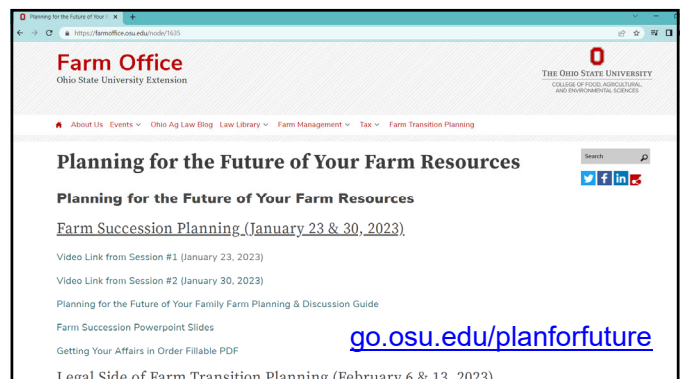 Planning for the Future of Your F
https://farmoffice.osu.edu/node/1635
Farm Office
Ohio State University Extension
THE OHIO STATE UNIVERSITY
COLLEGE OF FOOD, AGRICULTURAL,
AND ENVIRONMENTAL SCIENCES
About Us Events Ohio Ag Law Blog Law Library Farm Management Tax Farm Transition Planning
Planning for the Future of Your Farm Resources
Search
Planning for the Future of Your Farm Resources
Farm Succession Planning (January 23 & 30, 2023)
Video Link from Session #1 (January 23, 2023)
Video Link from Session #2 (January 30, 2023)
Planning for the Future of Your Family Farm Planning & Discussion Guide
Farm Succession Powerpoint Slides
go.osu.edu/planforfuture
Getting Your Affairs in Order Fillable PDF
Legal Side of Farm Transition Planning (February 6 & 13, 2023)